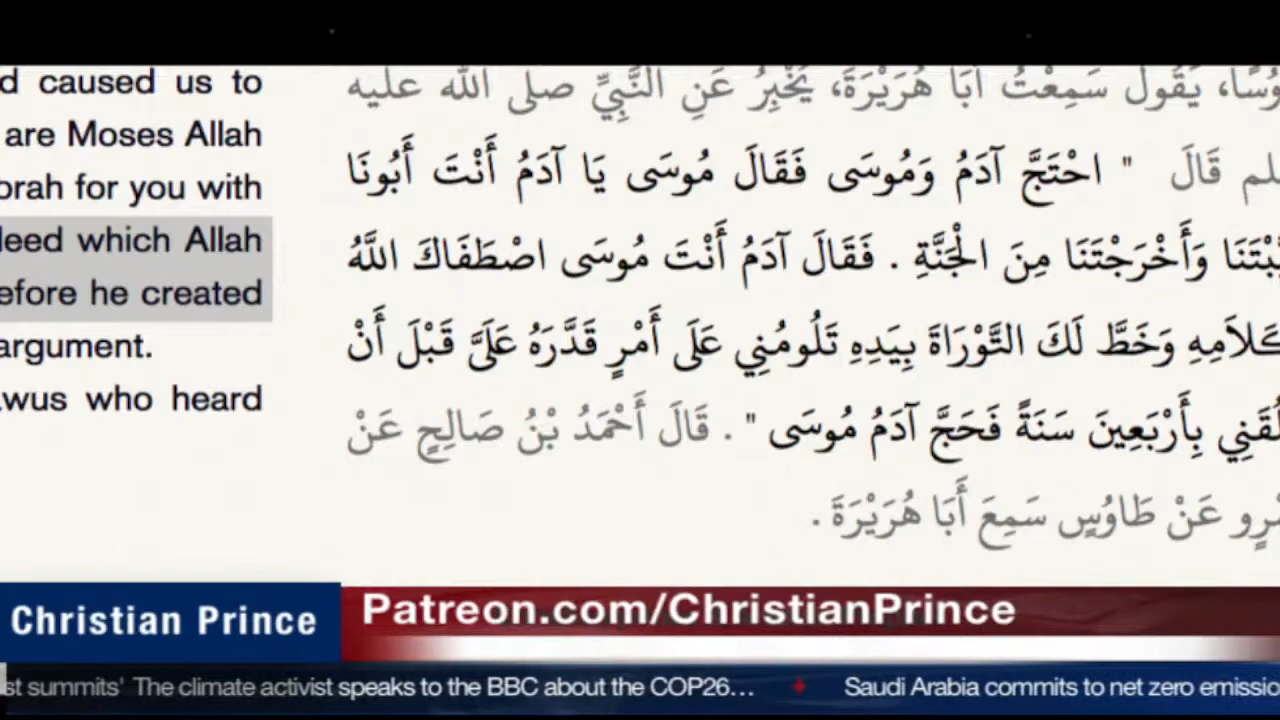 d caused us to
are Moses Allah
orah for you with
leed which Allah
efore he created
argument.
wus who heard
يَقُولُ سَمِعْتُ أَبَا هُرَيْرَةَ، يُخْبِرُ عَنِ النَّبِيِّ صلى الله عليه
قَالَ " احْتَجَّ آدَمُ وَمُوسَى فَقَالَ مُوسَى يَا آدَمُ أَنْتَ أَبُونَا
وَأَخْرَجْتَنَا مِنَ الْجَنَّةِ . فَقَالَ آدَمُ أَنْتَ مُوسَى اصْطَفَاكَ اللَّهُ
كَلاَمِهِ وَخَطَّ لَكَ التَّوْرَاةَ بِيَدِهِ تَلُومُنِي عَلَى أَمْرٍ قَدَّرَهُ عَلَىَّ قَبْلَ أَنْ
بِأَرْبَعِينَ سَنَةً فَحَجَّ آدَمُ مُوسَى " . قَالَ أَحْمَدُ بْنُ صَالِحٍ عَنْ
عَنْ طَاوُسٍ سَمِعَ أَبَا هُرَيْرَةَ .
Christian Prince
Patreon.com/ChristianPrince
st summits' The climate activist speaks to the BBC about the COP26… Saudi Arabia commits to net zero emissio